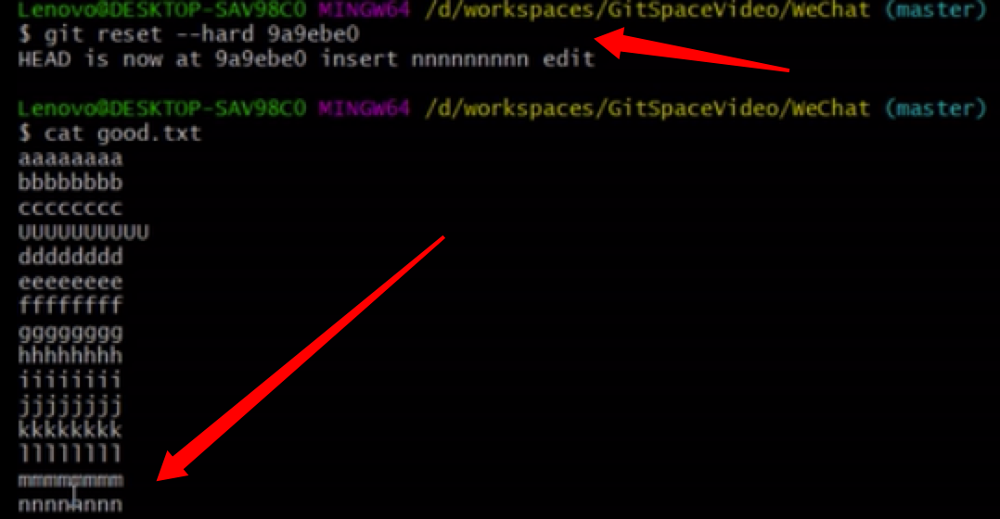 Lenovo@DESKTOP-SAV98C0 MINGW64 /d/workspaces/GitSpaceVideo/WeChat (master)
$ git reset --hard 9a9ebe0
HEAD is now at 9a9ebe0 insert nnnnnnnnnn edit
Lenovo@DESKTOP-SAV98C0 MINGW64 /d/workspaces/GitSpaceVideo/WeChat (master)
$ cat good.txt
aaaaaaaa
bbbbbbbb
cccccccc
UUUUUUUUUU
dddddddd
eeeeeeee
ffffffff
gggggggg
hhhhhhhh
iiiiiiii
jjjjjjjj
kkkkkkkk
llllllll
mmmmmmmm
nnnnnnnn